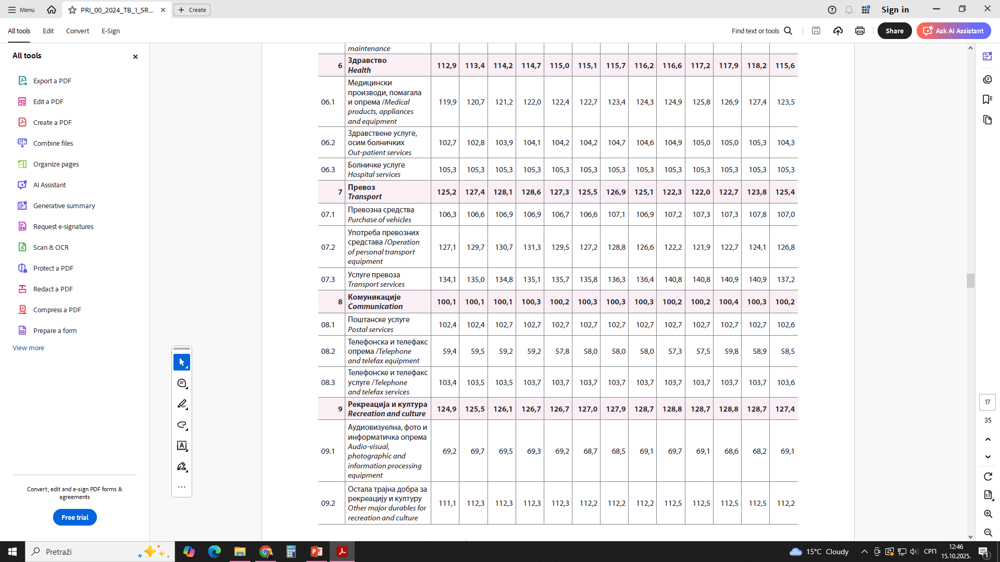 Menu
PRI_00_2024_TB_1_SR...
Create
Sign in
All tools
Edit
Convert
E-Sign
Find text or tools
Share
Ask AI Assistant
All tools
Export a PDF
Edit a PDF
Create a PDF
Combine files
Organize pages
AI Assistant
Generative summary
Request e-signatures
Scan & OCR
Protect a PDF
Redact a PDF
Compress a PDF
Prepare a form
View more
Convert, edit and e-sign PDF forms &
agreements
Free trial
maintenance
6 Здравство 112,9 113,4 114,2 114,7 115,0 115,1 115,7 116,2 116,6 117,2 117,9 118,2 115,6
Health
Медицински
производи, помагала
06.1 и опрема /Medical 119,9 120,7 121,2 122,0 122,4 122,7 123,4 124,3 124,9 125,8 126,9 127,4 123,5
products, appliances
and equipment
Здравствене услуге,
06.2 осим болничких 102,7 102,8 103,9 104,1 104,2 104,2 104,7 104,6 104,9 105,0 105,0 105,3 104,3
Out-patient services
06.3 Болничке услуге 105,3 105,3 105,3 105,3 105,3 105,3 105,3 105,3 105,3 105,3 105,3 105,3 105,3
Hospital services
7 Превоз 125,2 127,4 128,1 128,6 127,3 125,5 126,9 125,1 122,3 122,0 122,7 123,8 125,4
Transport
07.1 Превозна средства 106,3 106,6 106,9 106,9 106,7 106,6 107,1 106,9 107,2 107,3 107,3 107,8 107,0
Purchase of vehicles
Употреба превозних
07.2 средстава /Operation 127,1 129,7 130,7 131,3 129,5 127,2 128,8 126,6 122,2 121,9 122,7 124,1 126,8
of personal transport
equipment
07.3 Услуге превоза 134,1 135,0 134,8 135,1 135,7 135,8 136,3 136,4 140,8 140,8 140,9 140,9 137,2
Transport services
8 Комуникације 100,1 100,1 100,1 100,3 100,2 100,3 100,3 100,3 100,2 100,2 100,4 100,3 100,2
Communication
08.1 Поштанске услуге 102,4 102,4 102,7 102,7 102,7 102,7 102,7 102,7 102,7 102,7 102,7 102,7 102,6
Postal services
Телефонска и телефакс
08.2 опрема /Telephone 59,4 59,5 59,2 59,2 57,8 58,0 58,0 58,0 57,3 57,5 59,8 58,9 58,5
and telefax equipment
Телефонске и телефакс
08.3 услуге /Telephone 103,4 103,5 103,5 103,7 103,7 103,7 103,7 103,7 103,7 103,7 103,7 103,7 103,6
and telefax services
9 Рекреација и култура 124,9 125,5 126,1 126,7 126,7 127,0 127,9 128,7 128,8 128,7 128,8 128,7 127,4
Recreation and culture
Аудиовизуелна, фото и
информатичка опрема
09.1 Audio-visual, 69,2 69,7 69,5 69,3 69,2 68,7 68,5 69,1 69,7 69,1 68,6 68,2 69,1
photographic and
information processing
equipment
Остала трајна добра за
09.2 рекреацију и културу 111,1 112,3 112,3 112,3 112,3 112,2 112,2 112,2 112,5 112,5 112,5 112,5 112,2
Other major durables for
recreation and culture
17
35
Pretraži
15°C Cloudy
СРП
12:46
15.10.2025.
1